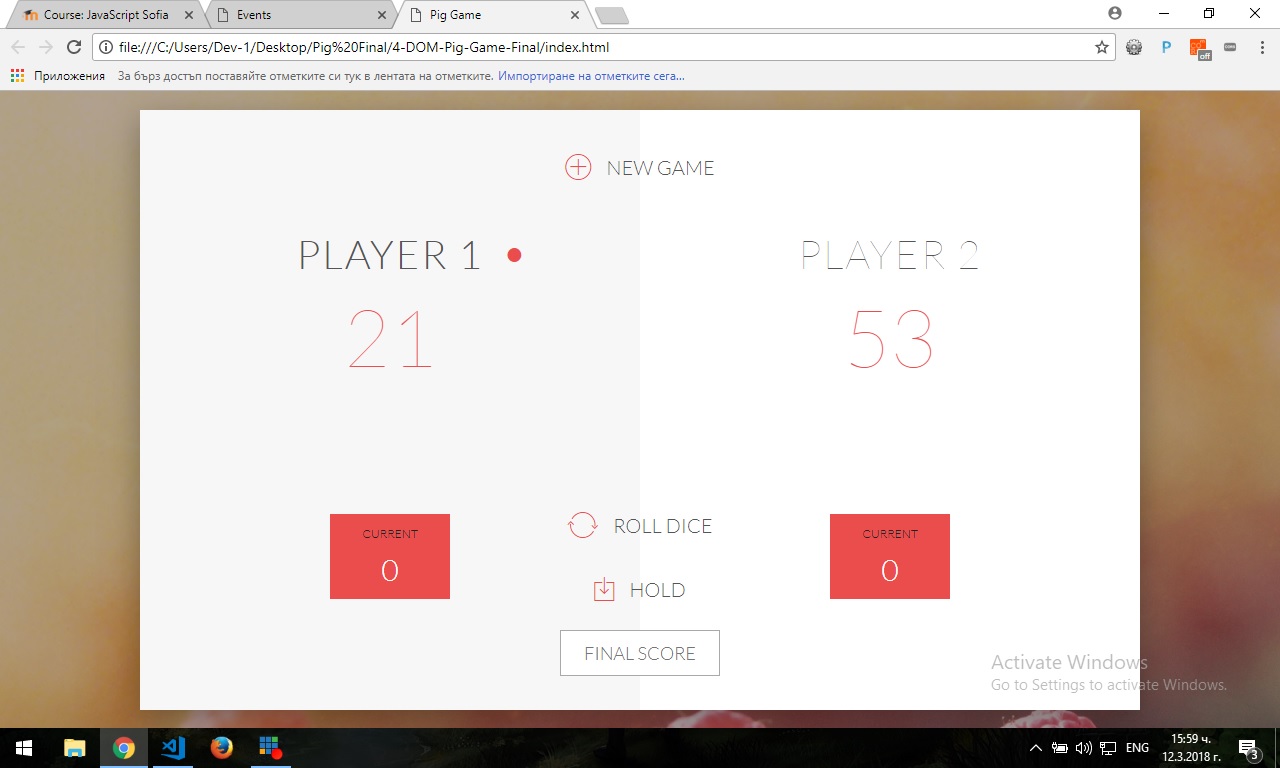 Course: JavaScript Sofia
Events
Pig Game
file:///C:/Users/Dev-1/Desktop/Pig%20Final/4-DOM-Pig-Game-Final/index.html
P
off
Приложения
За бърз достъп поставяйте отметките си тук в лентата на отметките. Импортиране на отметките сега...
NEW GAME
PLAYER 1
PLAYER 2
21
53
ROLL DICE
CURRENT
CURRENT
0
0
HOLD
FINAL SCORE
Activate Windows
Go to Settings to activate Windows.
ENG
15:59 ч.
12.3.2018 г.
3